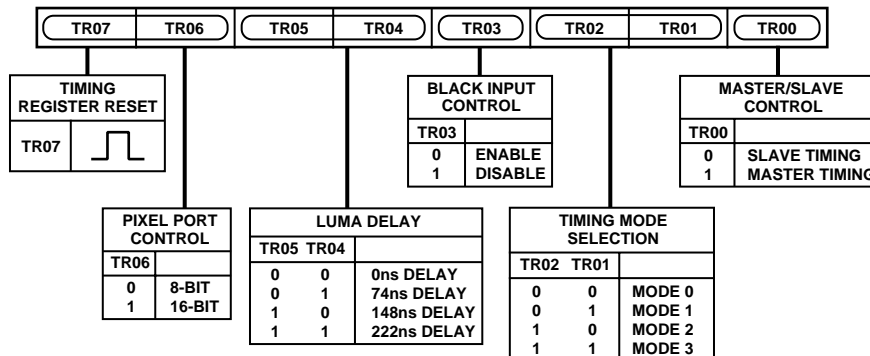 TR07 TR06 TR05 TR04 TR03 TR02 TR01 TR00
TIMING
REGISTER RESET
TR07
BLACK INPUT
CONTROL
TR03
0 ENABLE
1 DISABLE
MASTER/SLAVE
CONTROL
TR00
0 SLAVE TIMING
1 MASTER TIMING
PIXEL PORT
CONTROL
TR06
0 8-BIT
1 16-BIT
LUMA DELAY
TR05 TR04
0 0 0ns DELAY
0 1 74ns DELAY
1 0 148ns DELAY
1 1 222ns DELAY
TIMING MODE
SELECTION
TR02 TR01
0 0 MODE 0
0 1 MODE 1
1 0 MODE 2
1 1 MODE 3